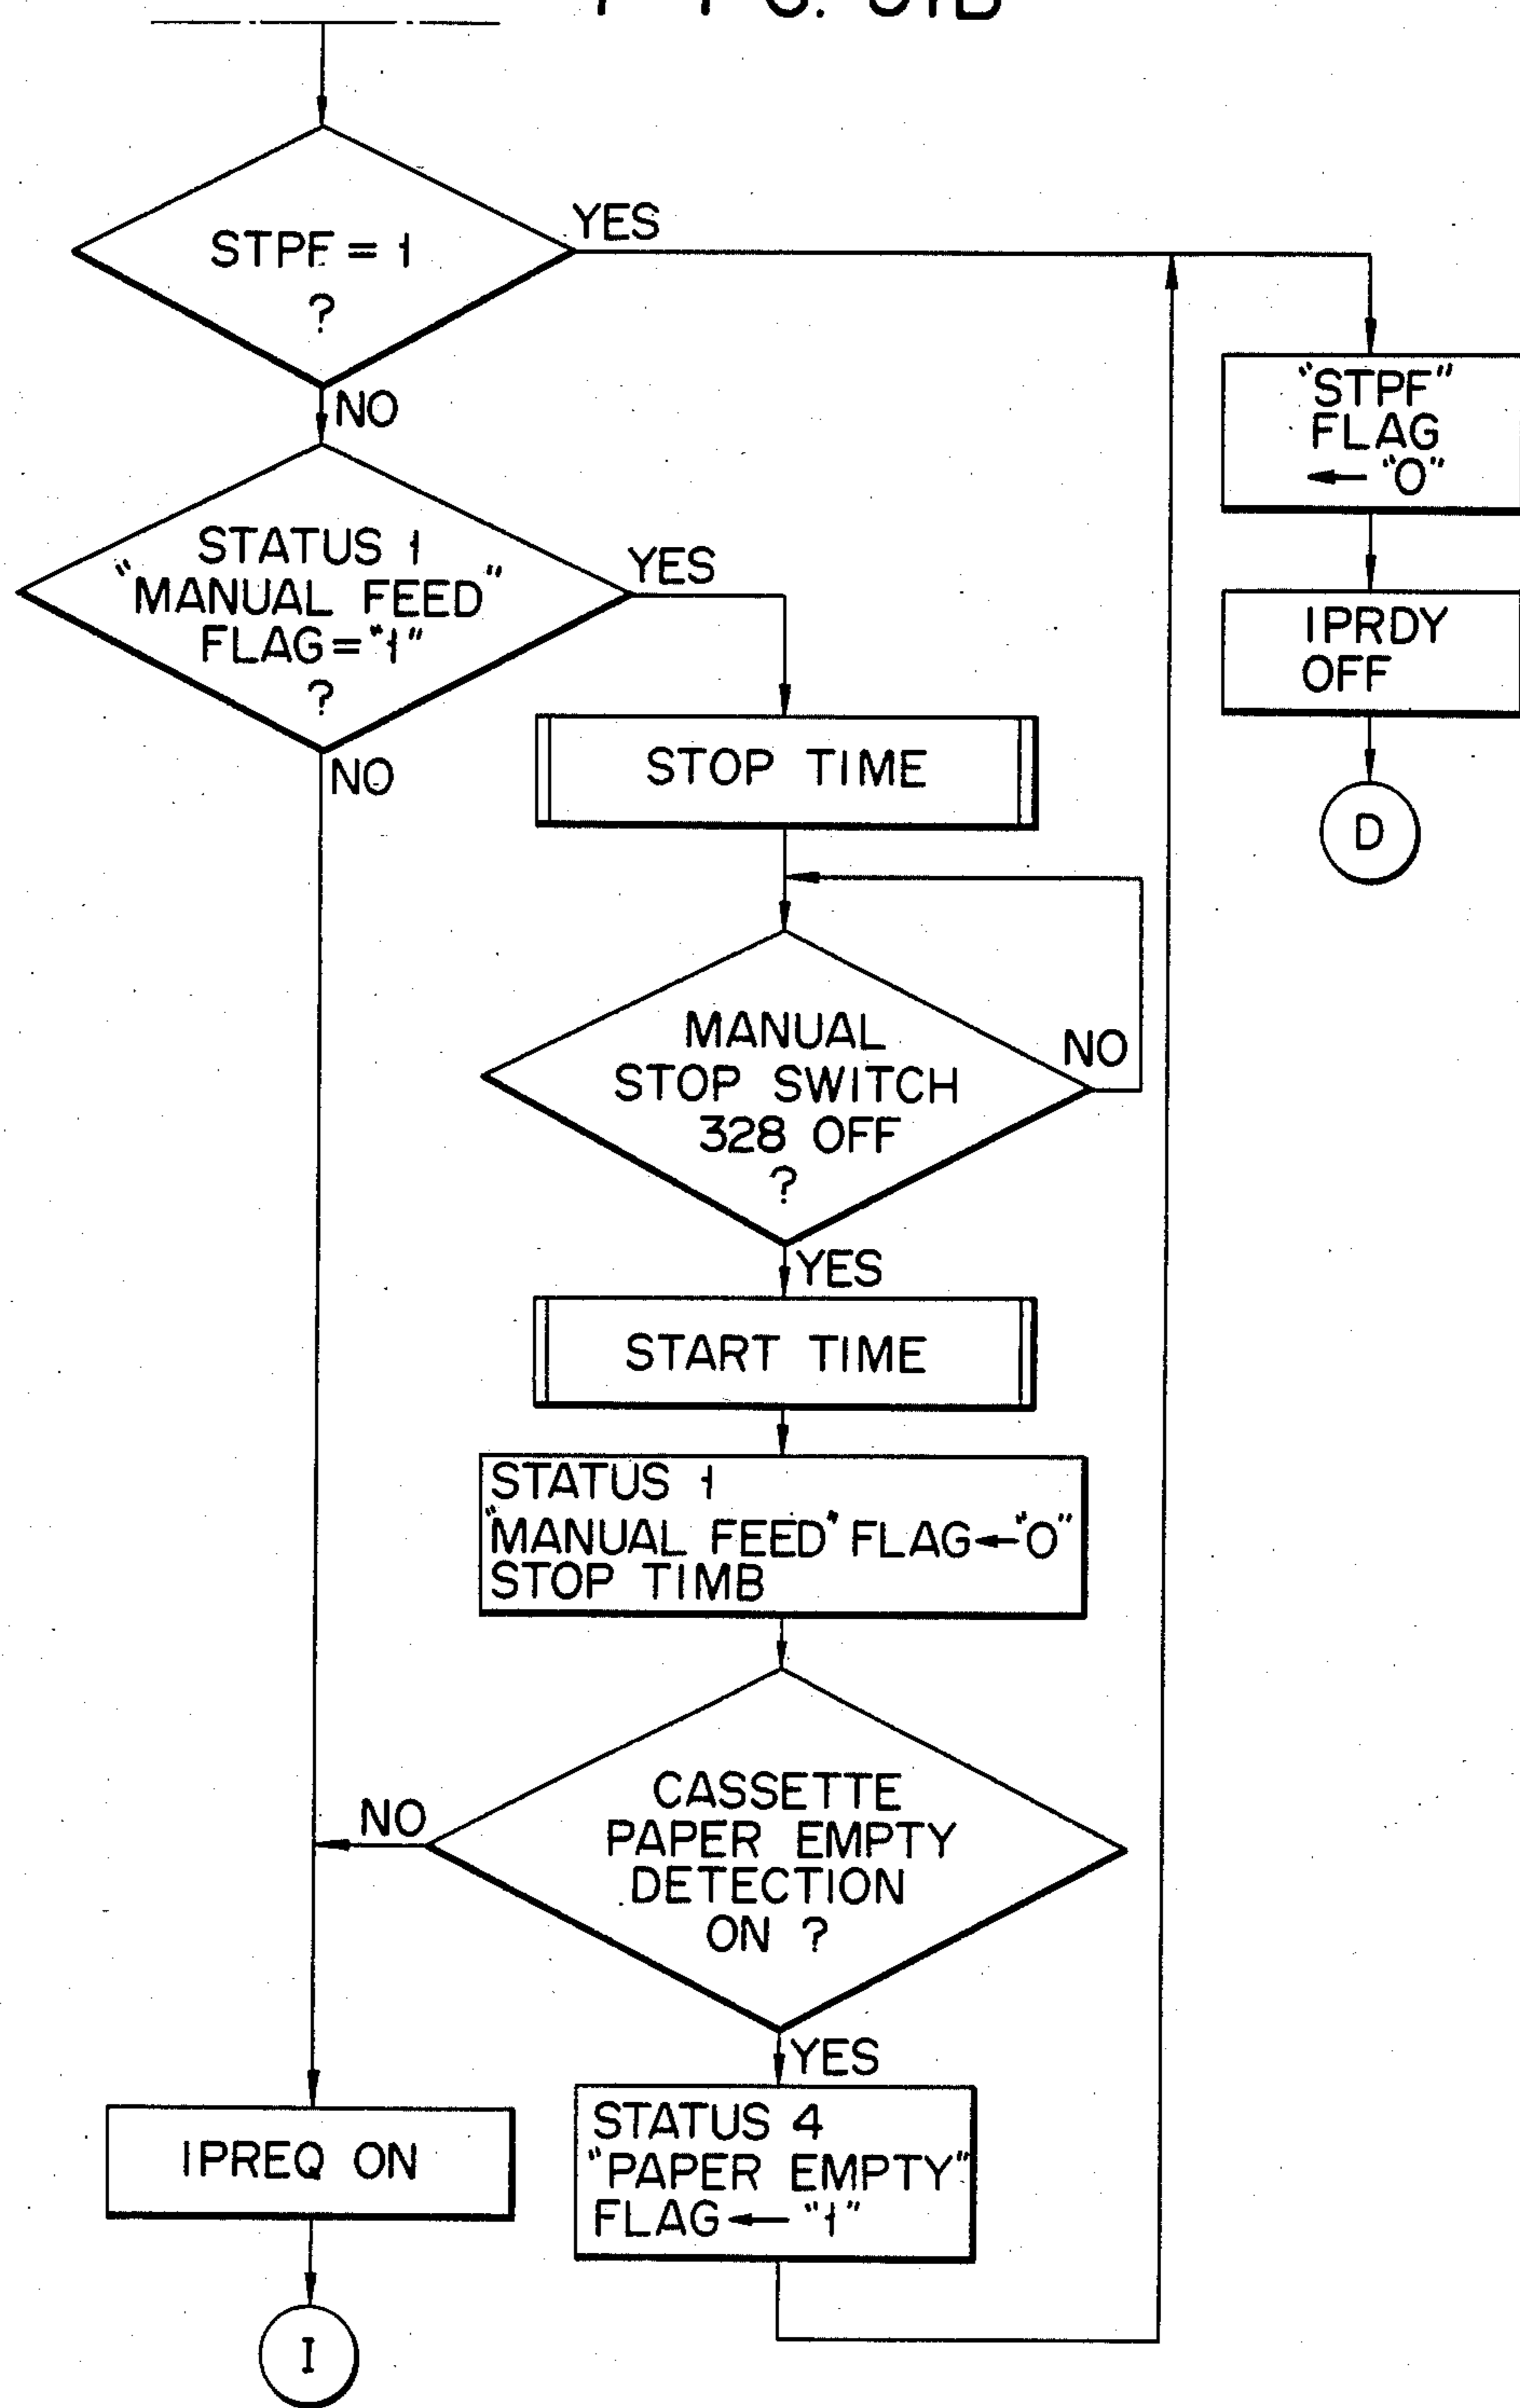 YES
STPF = 1
?
NO
"STPF"
FLAG
← "0"
STATUS 1
"MANUAL FEED"
FLAG = "1"
?
YES
IPRDY
OFF
NO
STOP TIME
D
MANUAL
STOP SWITCH
328 OFF
?
NO
YES
START TIME
STATUS 1
"MANUAL FEED" FLAG ← "0"
STOP TIMB
CASSETTE
PAPER EMPTY
DETECTION
ON ?
NO
YES
IPREQ ON
STATUS 4
"PAPER EMPTY"
FLAG ← "1"
I